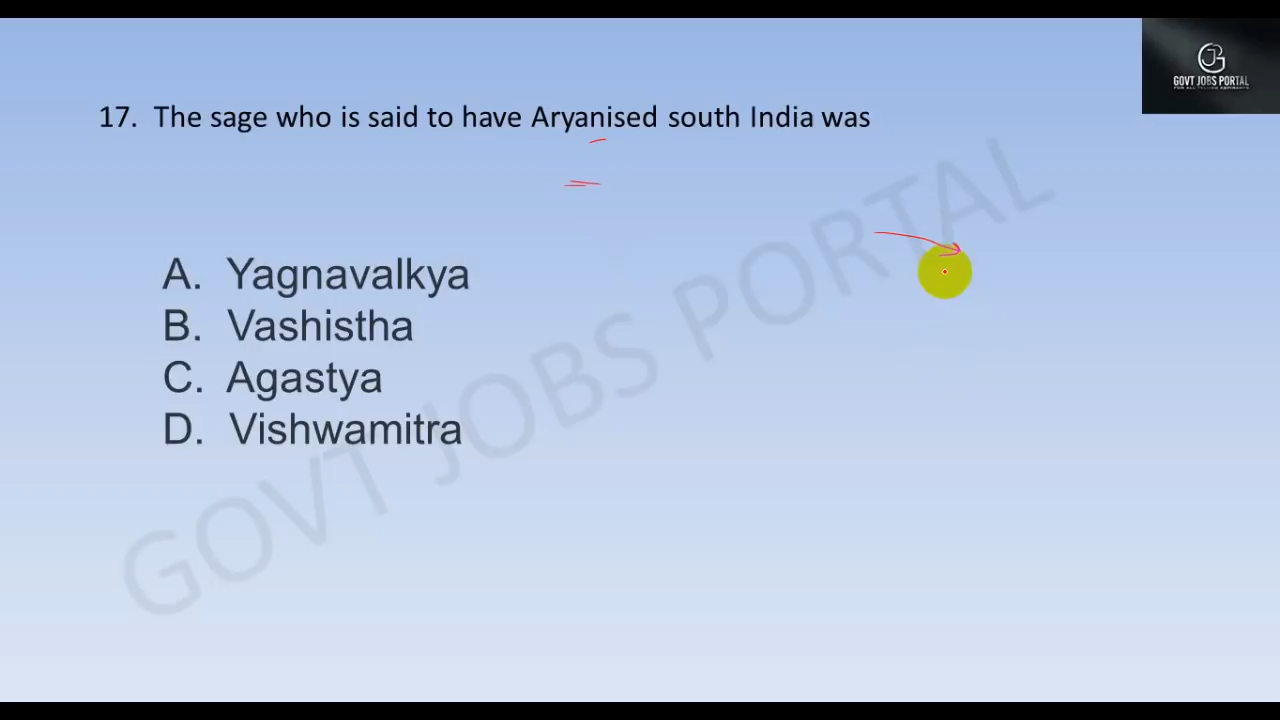 GOVT JOBS PORTAL
17. The sage who is said to have Aryanised south India was
A. Yagnavalkya
B. Vashistha
C. Agastya
D. Vishwamitra
GOVT JOBS PORTAL